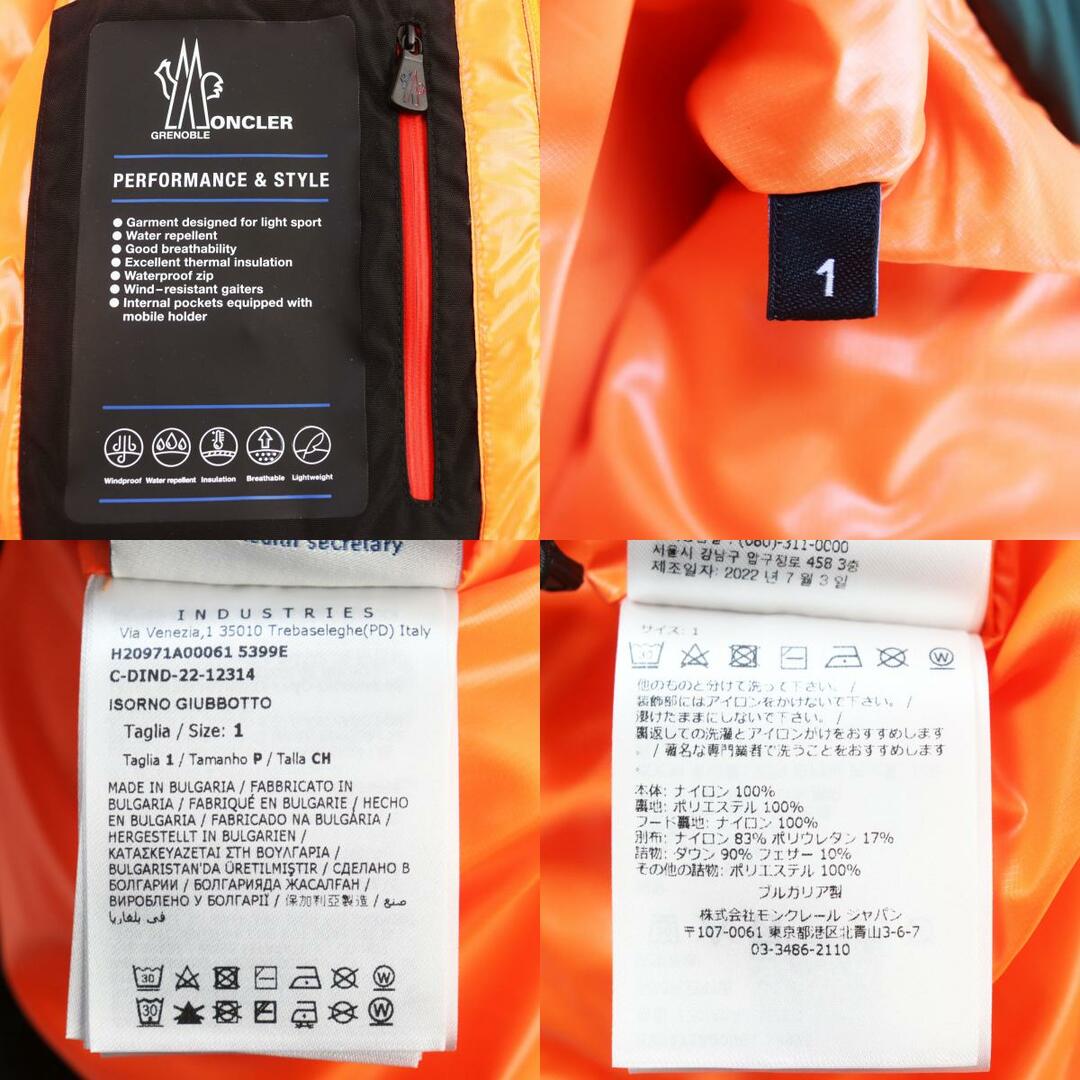 GRENOBLE
MONCLER
PERFORMANCE & STYLE
● Garment designed for light sport
● Water repellent
● Good breathability
● Excellent thermal insulation
● Waterproof zip
● Wind-resistant gaiters
● Internal pockets equipped with
mobile holder
Windproof Water repellent Insulation Breathable Lightweight
1
secretary
INDUSTRIES
Via Venezia,1 35010 Trebaseleghe(PD) Italy
H20971A00061 5399E
C-DIND-22-12314
ISORNO GIUBBOTTO
Taglia / Size: 1
Taglia 1 / Tamanho P / Talla CH
MADE IN BULGARIA / FABBRICATO IN
BULGARIA / FABRIQUÉ EN BULGARIE / HECHO
EN BULGARIA / FABRICADO NA BULGÁRIA /
HERGESTELLT IN BULGARIEN /
ΚΑΤΑΣΚΕΥΑΖΕΤΑΙ ΣΤΗ ΒΟΥΛΓΑΡΙΑ /
BULGARISTAN'DA ÜRETILMIŞTIR / СДЕЛАНО В
БОЛГАРИИ / БОЛГАРИЯДА ЖАСАЛҒАН /
ВИРОБЛЕНО У БОЛГАРІЇ / 保加利亞製造 / صنع
في بلغاريا
30 W
30 W
(080)-311-0000
서울시 강남구 압구정로 458 3층
제조일자: 2022 년 7 월 3 일
サイズ: 1
30 W
他のものと分けて洗って下さい。 /
装飾部にはアイロンをかけないで下さい。 /
浸けたままにしないで下さい。 /
裏返しての洗濯とアイロンがけをおすすめします
。 / 著名な専門業者で洗うことをおすすめします
。
本体: ナイロン 100%
裏地: ポリエステル 100%
フード裏地: ナイロン 100%
別布: ナイロン 83% ポリウレタン 17%
詰物: ダウン 90% フェザー 10%
その他の詰物: ポリエステル 100%
ブルガリア製
株式会社モンクレール ジャパン
〒107-0061 東京都港区北青山3-6-7
03-3486-2110